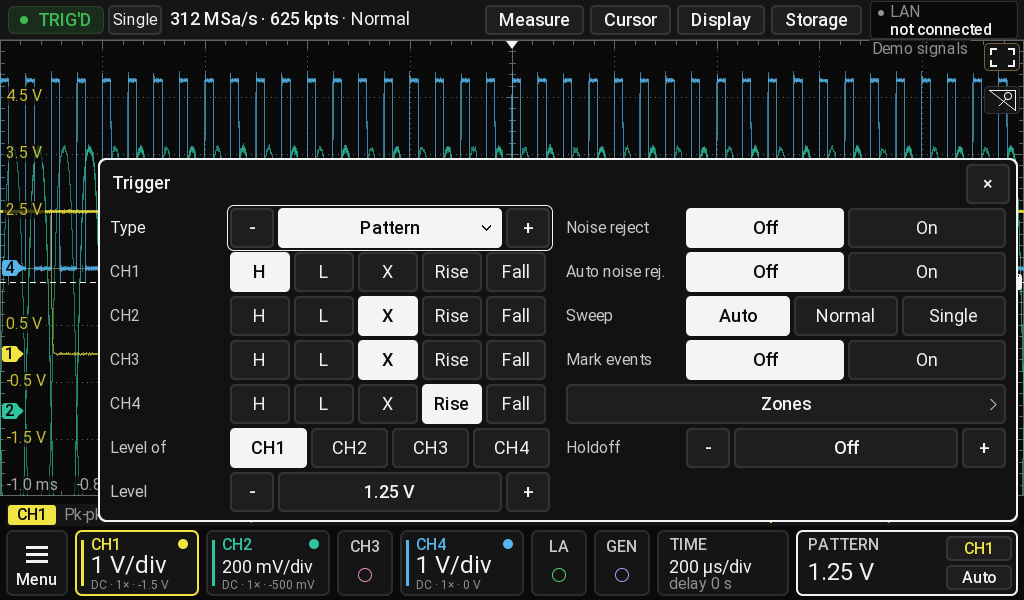 TRIG'D Single 312 MSa/s · 625 kpts · Normal Measure Cursor Display Storage LAN
not connected
Demo signals
4.5 V
3.5 V
2.5 V
4
0.5 V
1
-0.5 V
2
-1.5 V
-1.0 ms -0.8
Trigger ×
Type - Pattern + Noise reject Off On
CH1 H L X Rise Fall Auto noise rej. Off On
CH2 H L X Rise Fall Sweep Auto Normal Single
CH3 H L X Rise Fall Mark events Off On
CH4 H L X Rise Fall Zones
Level of CH1 CH2 CH3 CH4 Holdoff - Off +
Level - 1.25 V +
CH1 Pk-pk
Menu
CH1
1 V/div
DC · 1× · -1.5 V
CH2
200 mV/div
DC · 1× · -500 mV
CH3
CH4
1 V/div
DC · 1× · 0 V
LA
GEN
TIME
200 µs/div
delay 0 s
PATTERN CH1
1.25 V Auto